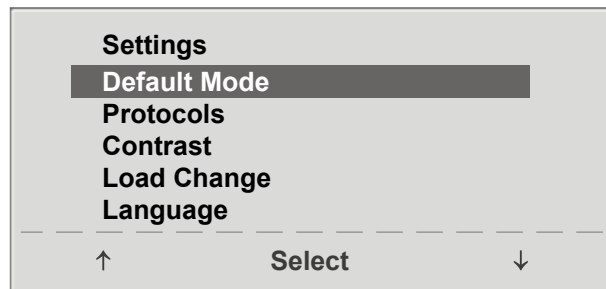 Settings
Default Mode
Protocols
Contrast
Load Change
Language
↑ Select ↓